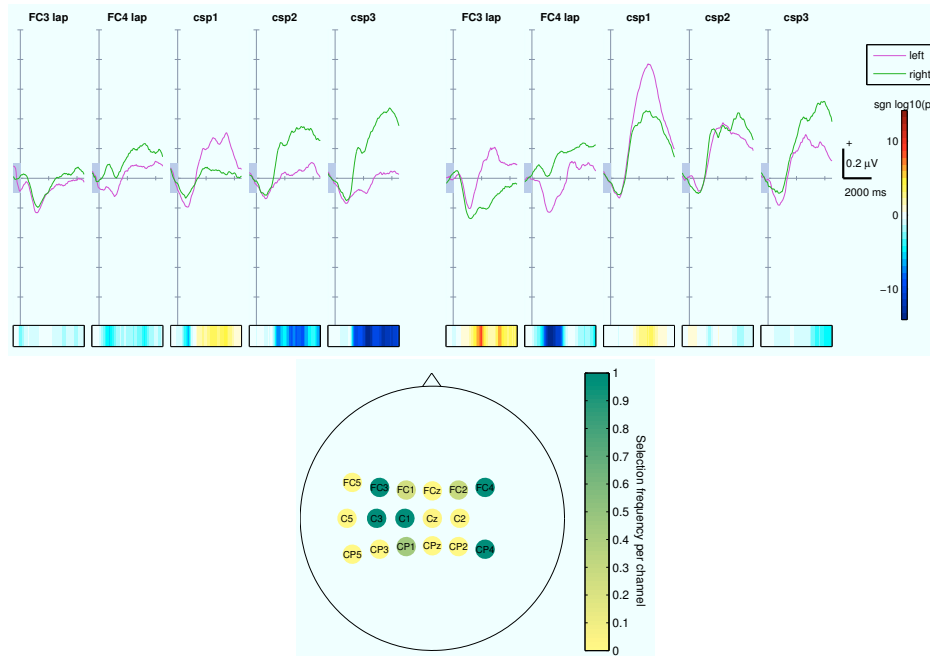 FC3 lap FC4 lap csp1 csp2 csp3 FC3 lap FC4 lap csp1 csp2 csp3
left
right
sgn log10(p
10
+
0.2 µV
2000 ms
0
−10
1
0.9
0.8
0.7
0.6
0.5
0.4
0.3
0.2
0.1
0
Selection frequency per channel
FC5 FC3 FC1 FCz FC2 FC4
C5 C3 C1 Cz C2
CP5 CP3 CP1 CPz CP2 CP4